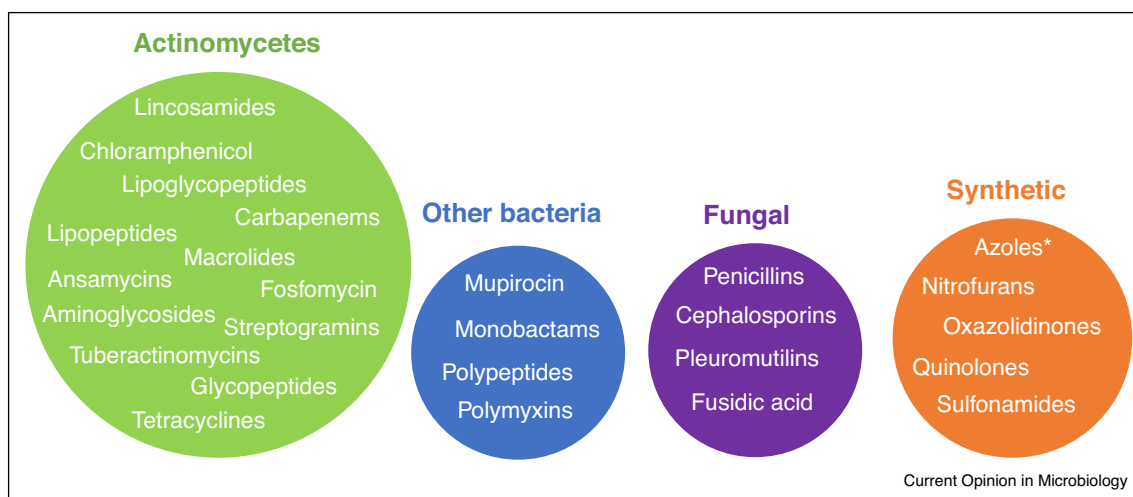 Actinomycetes
Lincosamides
Chloramphenicol
Lipoglycopeptides
Carbapenems
Lipopeptides
Macrolides
Ansamycins
Fosfomycin
Aminoglycosides
Streptogramins
Tuberactinomycins
Glycopeptides
Tetracyclines
Other bacteria
Mupirocin
Monobactams
Polypeptides
Polymyxins
Fungal
Penicillins
Cephalosporins
Pleuromutilins
Fusidic acid
Synthetic
Azoles*
Nitrofurans
Oxazolidinones
Quinolones
Sulfonamides
Current Opinion in Microbiology